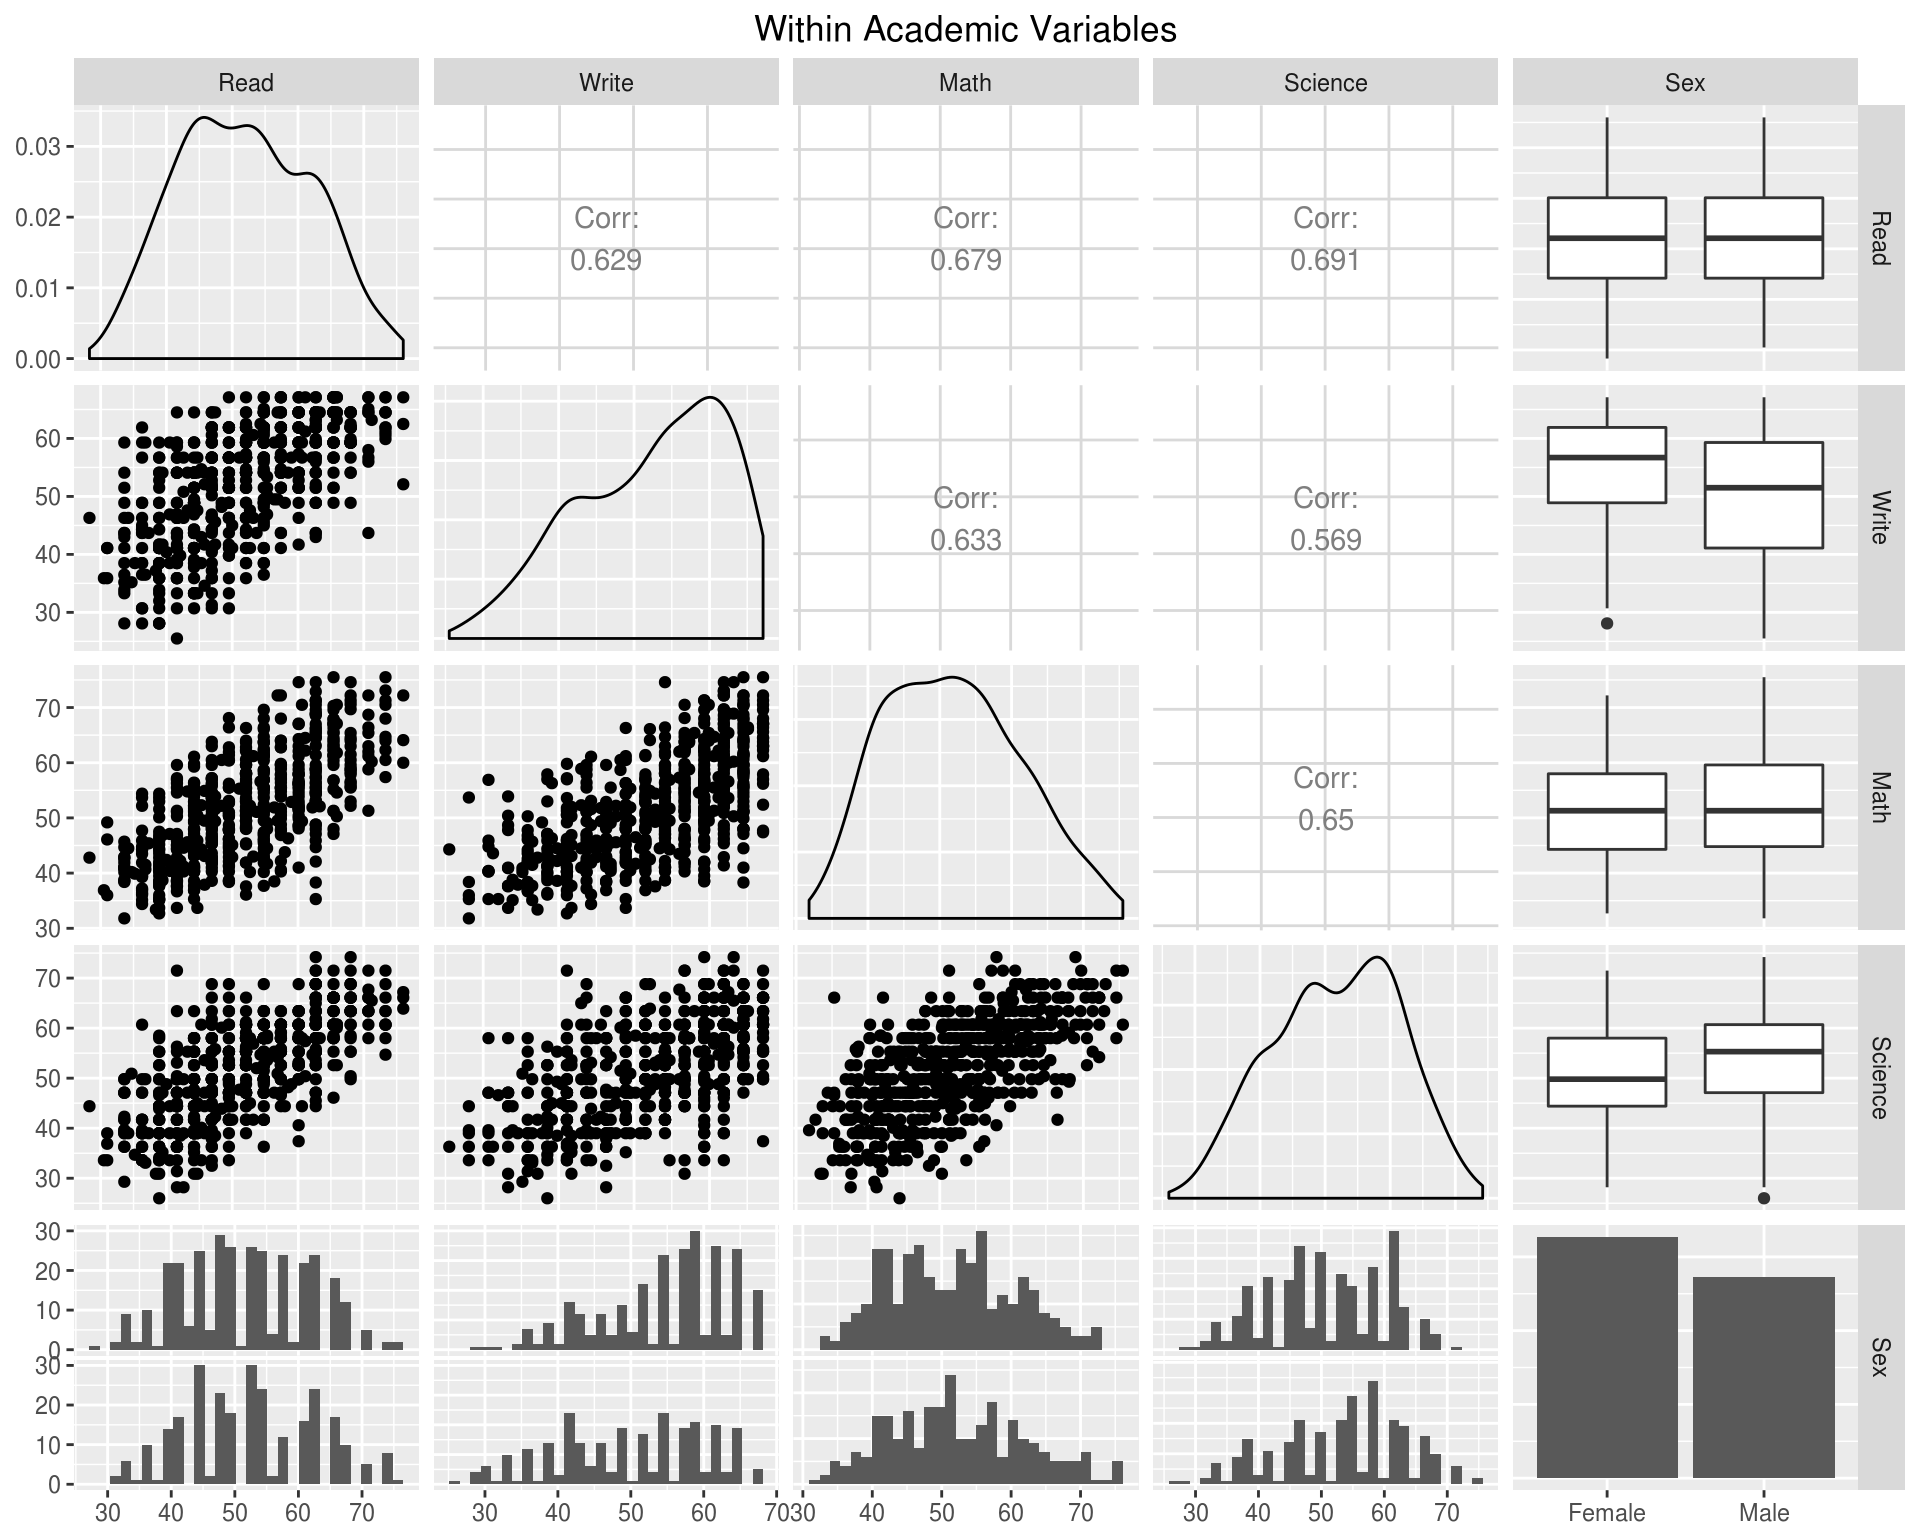 Within Academic Variables
Read Write Math Science Sex
0.03
0.02
0.01
0.00
Corr:
0.629
Corr:
0.679
Corr:
0.691
Read
60
50
40
30
Corr:
0.633
Corr:
0.569
Write
70
60
50
40
30
Corr:
0.65
Math
70
60
50
40
30
Science
30
20
10
0
30
20
10
0
Sex
30 40 50 60 70
30 40 50 60 70
30 40 50 60 70
30 40 50 60 70
Female Male